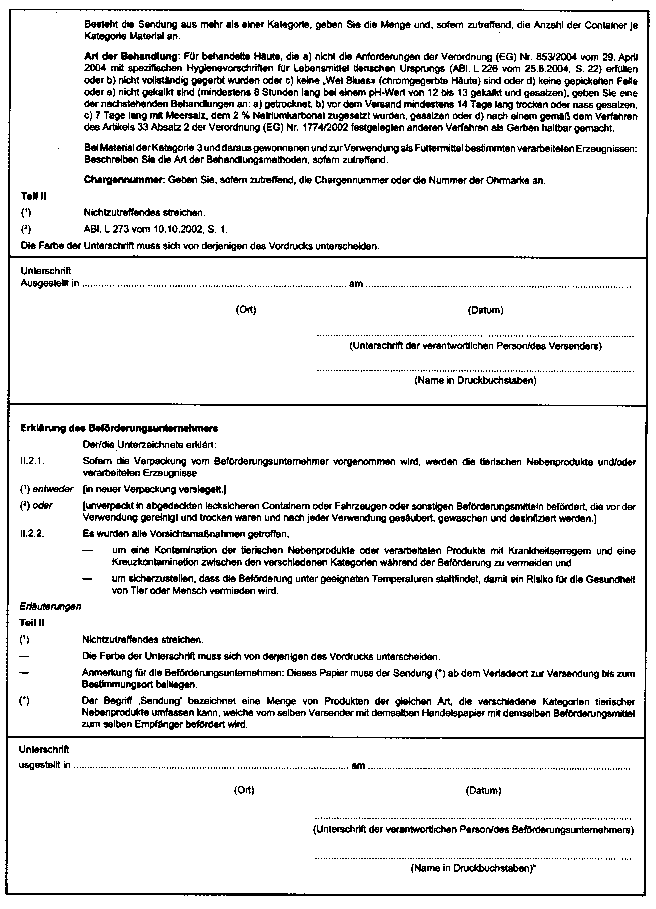 Besteht die Sendung aus mehr als einer Kategorie, geben Sie die Menge und, sofern zutreffend, die Anzahl der Container je
Kategorie Material an.
Art der Behandlung: Für behandelte Häute, die a) nicht die Anforderungen der Verordnung (EG) Nr. 853/2004 vom 29. April
2004 mit spezifischen Hygienevorschriften für Lebensmittel tierischen Ursprungs (ABl. L 226 vom 25.6.2004, S. 22) erfüllen
oder b) nicht vollständig gegerbt wurden oder c) keine „Wet Blues“ (chromgegerbte Häute) sind oder d) keine gepickelten Felle
oder e) nicht gekalkt sind (mindestens 8 Stunden lang bei einem pH-Wert von 12 bis 13 gekalkt und gesalzen), geben Sie eine
der nachstehenden Behandlungen an: a) getrocknet, b) vor dem Versand mindestens 14 Tage lang trocken oder nass gesalzen,
c) 7 Tage lang mit Meersalz, dem 2 % Natriumkarbonat zugesetzt wurden, gesalzen oder d) nach einem gemäß dem Verfahren
des Artikels 33 Absatz 2 der Verordnung (EG) Nr. 1774/2002 festgelegten anderen Verfahren als Gerben haltbar gemacht.
Bei Material der Kategorie 3 und daraus gewonnenen und zur Verwendung als Futtermittel bestimmten verarbeiteten Erzeugnissen:
Beschreiben Sie die Art der Behandlungsmethoden, sofern zutreffend.
Chargennummer: Geben Sie, sofern zutreffend, die Chargennummer oder die Nummer der Ohrmarke an.
Teil II
(¹) Nichtzutreffendes streichen.
(²) ABl. L 273 vom 10.10.2002, S. 1.
Die Farbe der Unterschrift muss sich von derjenigen des Vordrucks unterscheiden.
Unterschrift
Ausgestellt in ........ am ........
(Ort) (Datum)
(Unterschrift der verantwortlichen Person/des Versenders)
(Name in Druckbuchstaben)
Erklärung des Beförderungsunternehmers
Der/die Unterzeichnete erklärt:
II.2.1. Sofern die Verpackung vom Beförderungsunternehmer vorgenommen wird, werden die tierischen Nebenprodukte und/oder
verarbeiteten Erzeugnisse
(¹) entweder [in neuer Verpackung versiegelt.]
(²) oder [unverpackt in abgedeckten lecksicheren Containern oder Fahrzeugen oder sonstigen Beförderungsmitteln befördert, die vor der
Verwendung gereinigt und trocken waren und nach jeder Verwendung gesäubert, gewaschen und desinfiziert werden.]
II.2.2. Es wurden alle Vorsichtsmaßnahmen getroffen,
— um eine Kontamination der tierischen Nebenprodukte oder verarbeiteten Produkte mit Krankheitserregern und eine
Kreuzkontamination zwischen den verschiedenen Kategorien während der Beförderung zu vermeiden und
— um sicherzustellen, dass die Beförderung unter geeigneten Temperaturen stattfindet, damit ein Risiko für die Gesundheit
von Tier oder Mensch vermieden wird.
Erläuterungen
Teil II
(¹) Nichtzutreffendes streichen.
— Die Farbe der Unterschrift muss sich von derjenigen des Vordrucks unterscheiden.
— Anmerkung für die Beförderungsunternehmen: Dieses Papier muss der Sendung (*) ab dem Verladeort zur Versendung bis zum
Bestimmungsort beiliegen.
(*) Der Begriff ‚Sendung‘ bezeichnet eine Menge von Produkten der gleichen Art, die verschiedene Kategorien tierischer
Nebenprodukte umfassen kann, welche vom selben Versender mit demselben Handelspapier mit demselben Beförderungsmittel
zum selben Empfänger befördert wird.
Unterschrift
usgestellt in ........ am ........
(Ort) (Datum)
(Unterschrift der verantwortlichen Person/des Beförderungsunternehmers)
(Name in Druckbuchstaben)“